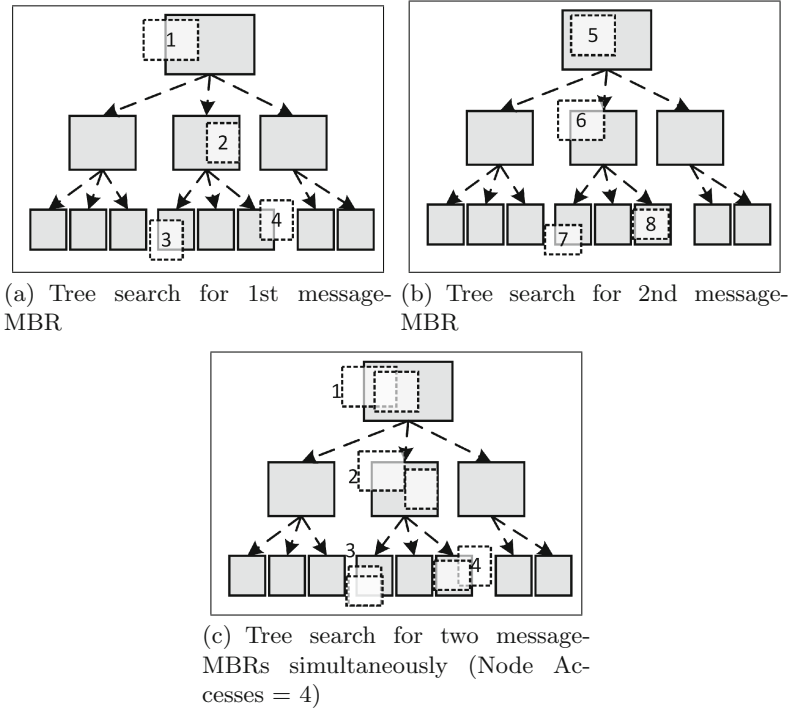 1
2
3
4
(a) Tree search for 1st message-
MBR
5
6
7
8
(b) Tree search for 2nd message-
MBR
1
2
3
4
(c) Tree search for two message-
MBRs simultaneously (Node Ac-
cesses = 4)